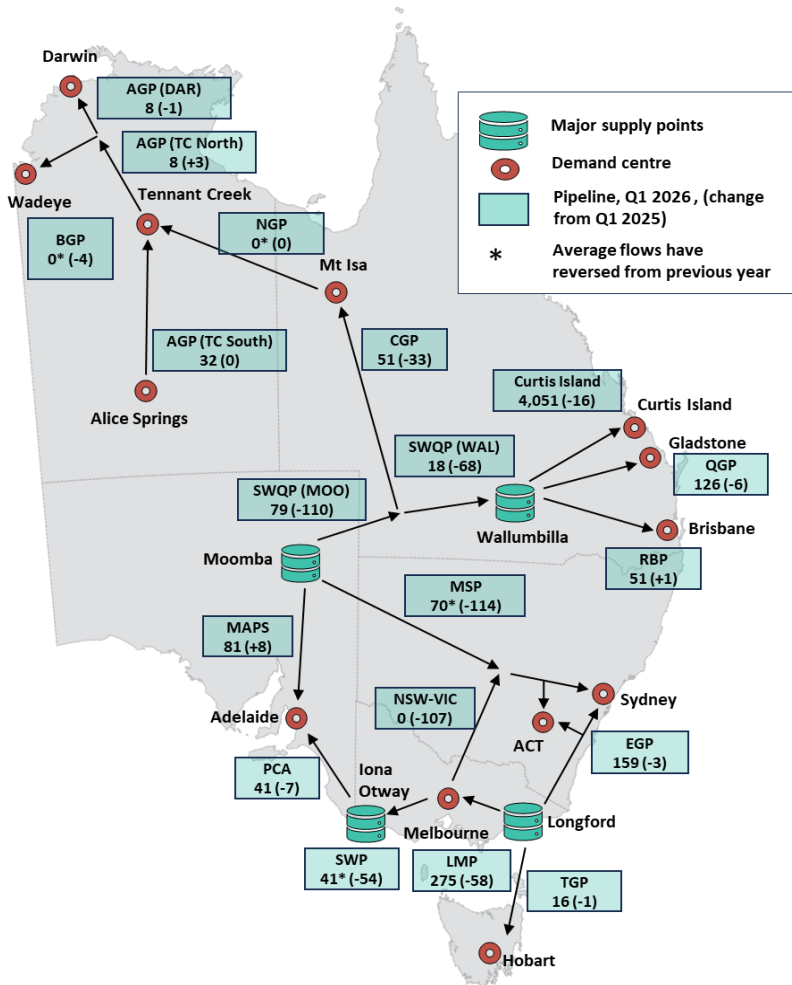 Darwin
AGP (DAR)
8 (-1)
AGP (TC North)
8 (+3)
Wadeye
Tennant Creek
BGP
0* (-4)
NGP
0* (0)
Mt Isa
AGP (TC South)
32 (0)
Alice Springs
CGP
51 (-33)
Major supply points
Demand centre
Pipeline, Q1 2026 , (change
from Q1 2025)
*
Average flows have
reversed from previous year
Curtis Island
4,051 (-16)
Curtis Island
Gladstone
QGP
126 (-6)
SWQP (WAL)
18 (-68)
SWQP (MOO)
79 (-110)
Wallumbilla
Brisbane
RBP
51 (+1)
Moomba
MSP
70* (-114)
MAPS
81 (+8)
NSW-VIC
0 (-107)
Sydney
Adelaide
ACT
EGP
159 (-3)
PCA
41 (-7)
Iona
Otway
Melbourne
Longford
SWP
41* (-54)
LMP
275 (-58)
TGP
16 (-1)
Hobart